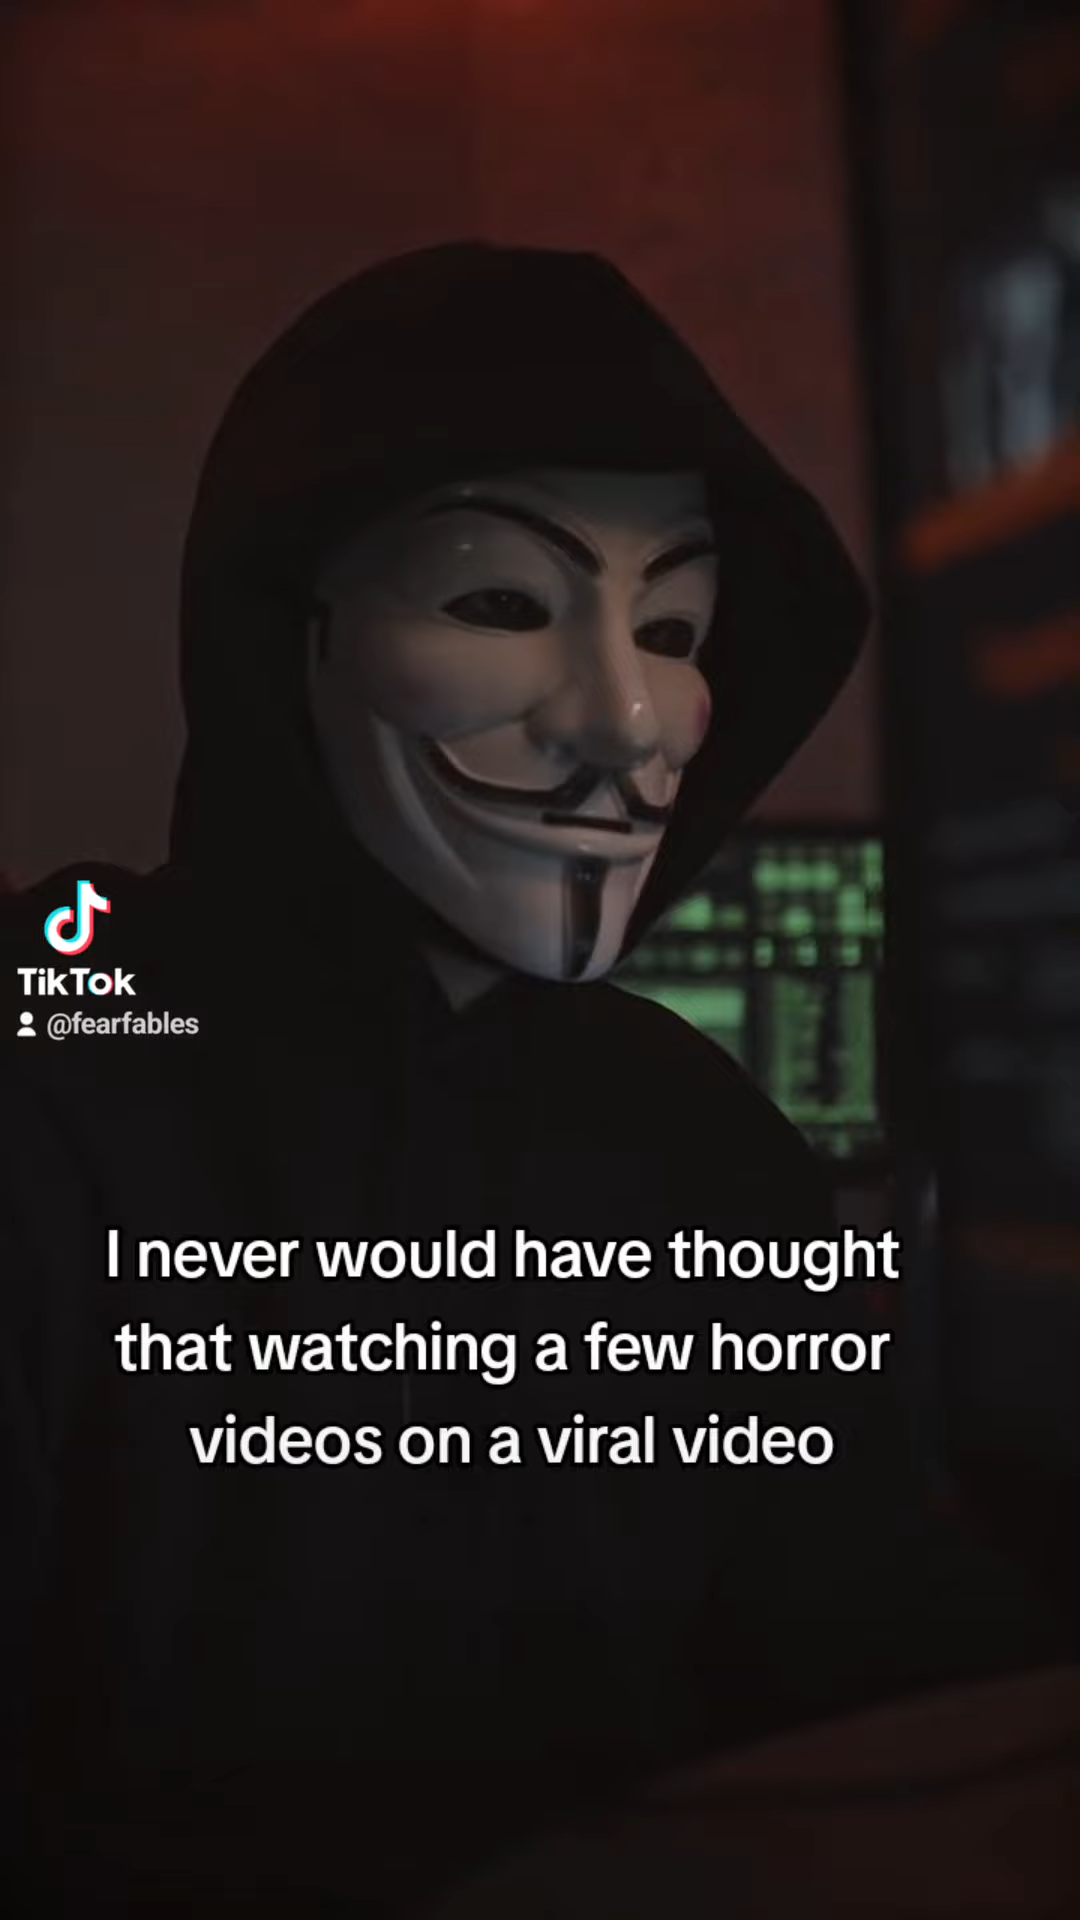 TikTok
@fearfables
I never would have thought
that watching a few horror
videos on a viral video